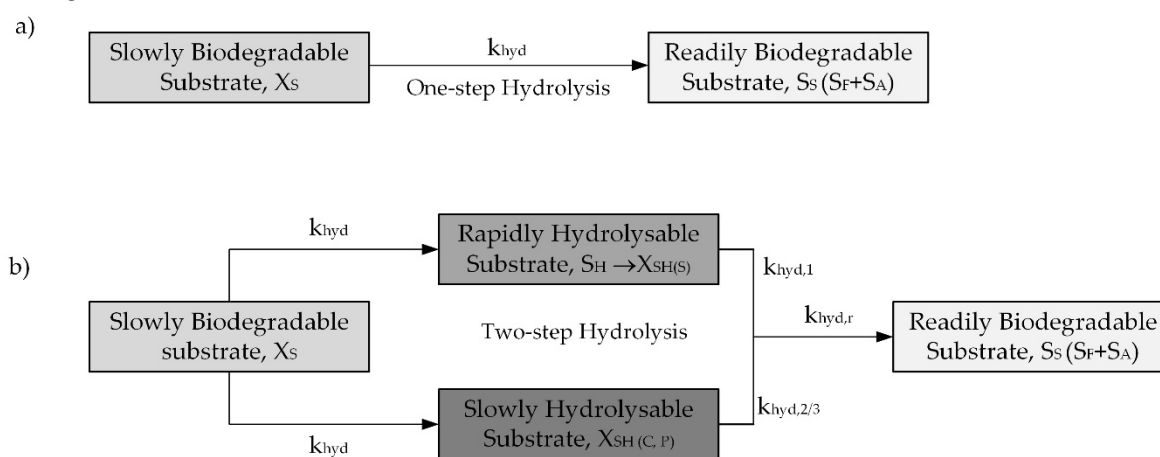 a)
Slowly Biodegradable
Substrate, XS
khyd
One-step Hydrolysis
Readily Biodegradable
Substrate, SS (SF+SA)
b)
Slowly Biodegradable
substrate, XS
khyd
khyd
Rapidly Hydrolysable
Substrate, SH →XSH(S)
Two-step Hydrolysis
Slowly Hydrolysable
Substrate, XSH (C, P)
khyd,1
khyd,2/3
khyd,r
Readily Biodegradable
Substrate, SS (SF+SA)